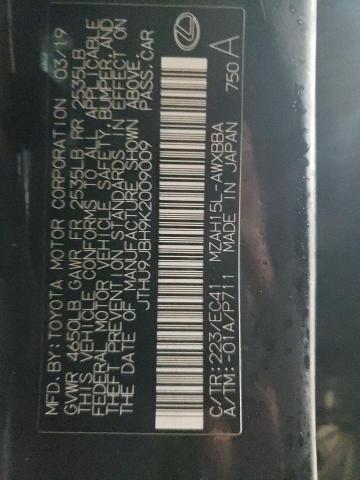 MFD.BY:TOYOTA MOTOR CORPORATION 03/19
GVWR 4650LB GAWR FR 2535LB RR 2535LB
THIS VEHICLE CONFORMS TO ALL APPLICABLE
FEDERAL MOTOR VEHICLE SAFETY, BUMPER, AND
THEFT PREVENTION STANDARDS IN EFFECT ON
THE DATE OF MANUFACTURE SHOWN ABOVE.
JTHU9JBH9K2009009 PASS.CAR
C/TR:223/EC41 MZAH15L-AWXBBA
A/TM:-01A/P711 MADE IN JAPAN 750 A